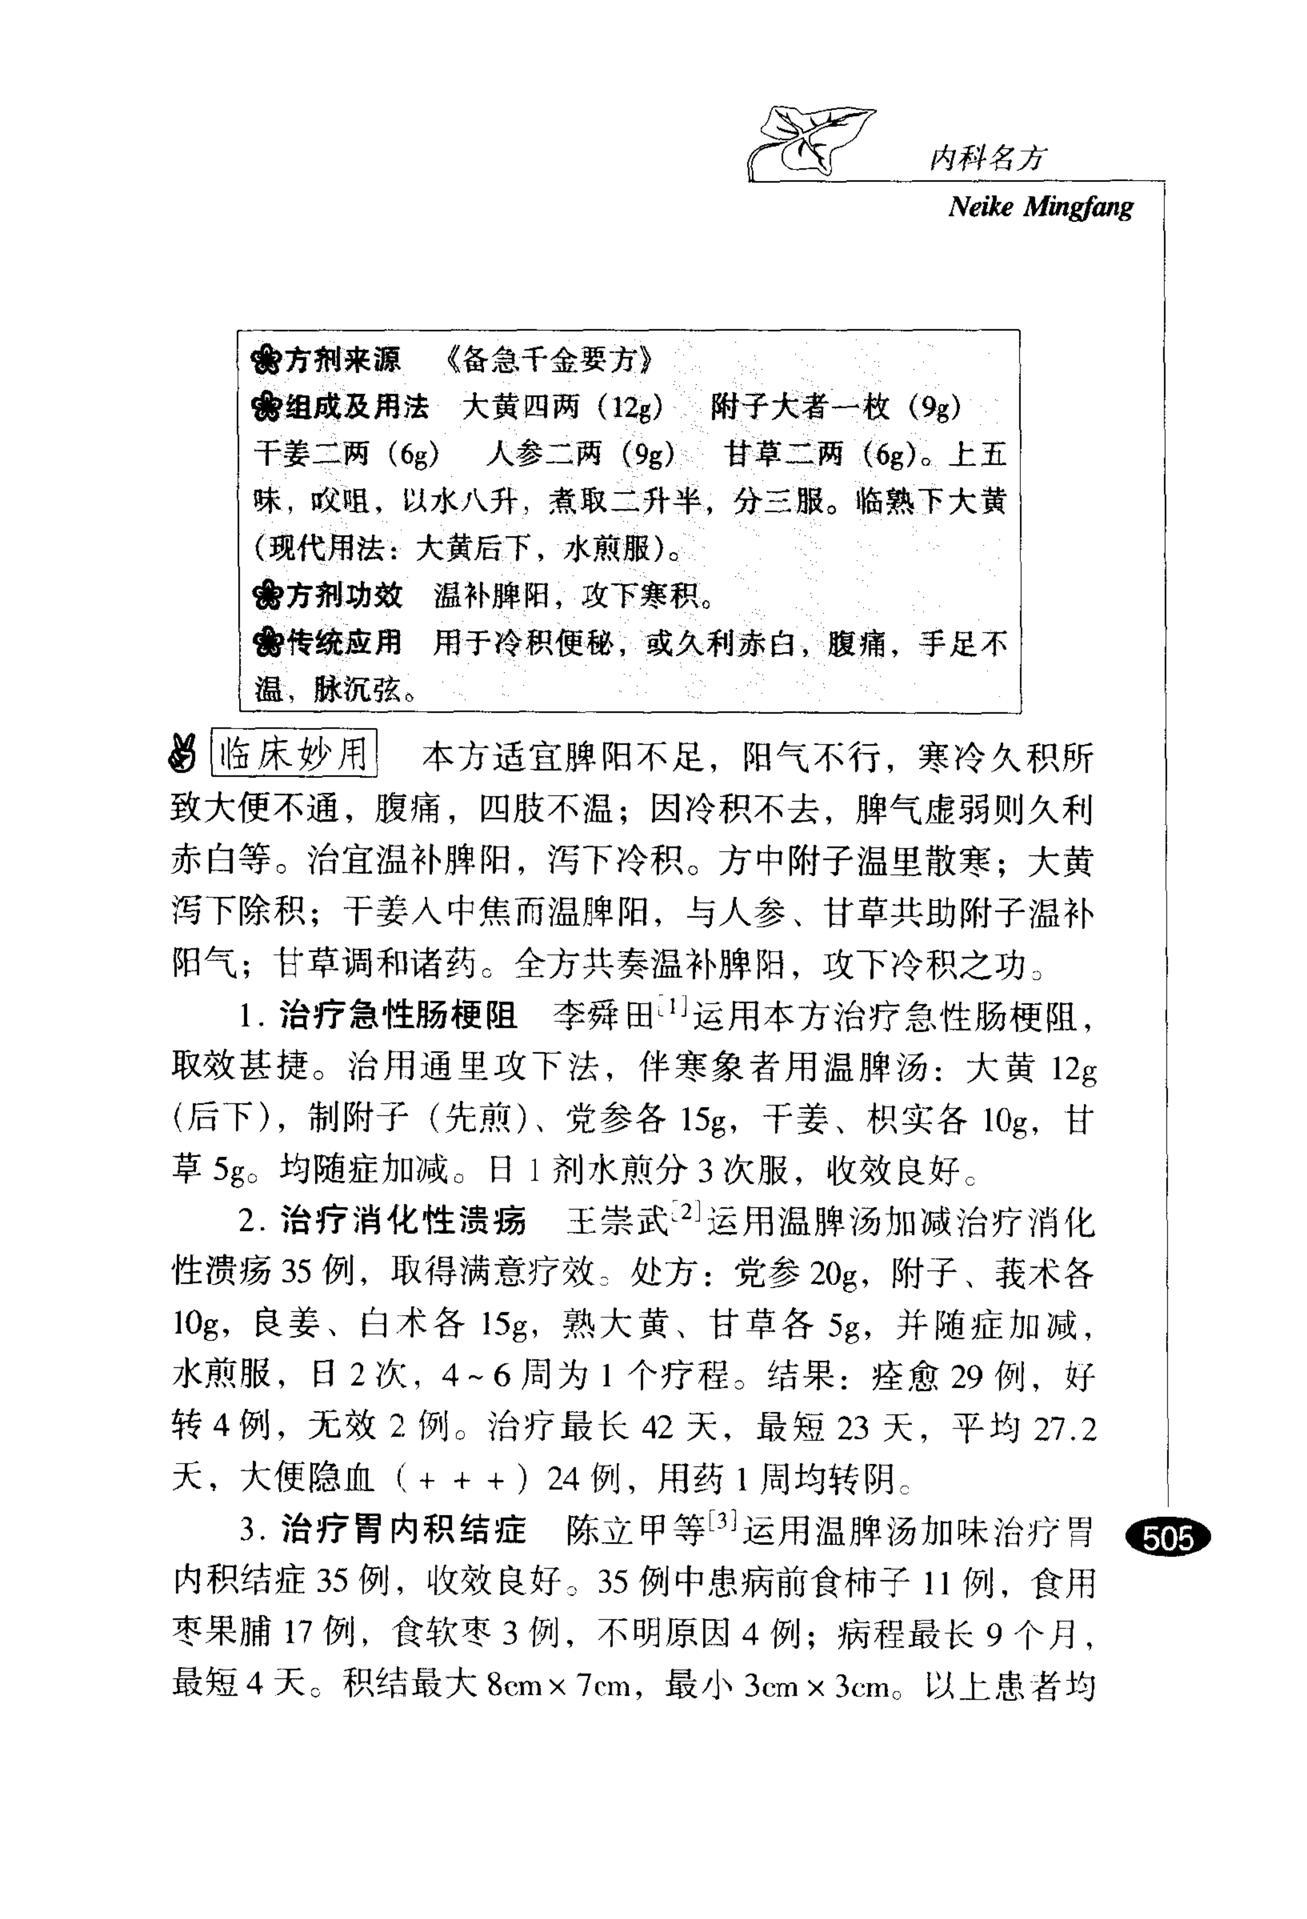 内科名方
Neike Mingfang
方剂来源 《备急千金要方》
组成及用法 大黄四两（12g） 附子大者一枚（9g）
干姜二两（6g） 人参二两（9g） 甘草二两（6g）。上五
味，㕮咀，以水八升，煮取二升半，分三服。临熟下大黄
（现代用法：大黄后下，水煎服）。
方剂功效 温补脾阳，攻下寒积。
传统应用 用于冷积便秘，或久利赤白，腹痛，手足不
温，脉沉弦。
临床妙用 本方适宜脾阳不足，阳气不行，寒冷久积所
致大便不通，腹痛，四肢不温；因冷积不去，脾气虚弱则久利
赤白等。治宜温补脾阳，泻下冷积。方中附子温里散寒；大黄
泻下除积；干姜入中焦而温脾阳，与人参、甘草共助附子温补
阳气；甘草调和诸药。全方共奏温补脾阳，攻下冷积之功。
1. 治疗急性肠梗阻 李舜田[1]运用本方治疗急性肠梗阻，
取效甚捷。治用通里攻下法，伴寒象者用温脾汤：大黄 12g
（后下），制附子（先煎）、党参各 15g，干姜、枳实各 10g，甘
草 5g。均随症加减。日 1 剂水煎分 3 次服，收效良好。
2. 治疗消化性溃疡 王崇武[2]运用温脾汤加减治疗消化
性溃疡 35 例，取得满意疗效。处方：党参 20g，附子、莪术各
10g，良姜、白术各 15g，熟大黄、甘草各 5g，并随症加减，
水煎服，日 2 次，4～6 周为 1 个疗程。结果：痊愈 29 例，好
转 4 例，无效 2 例。治疗最长 42 天，最短 23 天，平均 27.2
天，大便隐血（＋＋＋）24 例，用药 1 周均转阴。
3. 治疗胃内积结症 陈立甲等[3]运用温脾汤加味治疗胃
内积结症 35 例，收效良好。35 例中患病前食柿子 11 例，食用
枣果脯 17 例，食软枣 3 例，不明原因 4 例；病程最长 9 个月，
最短 4 天。积结最大 8cm×7cm，最小 3cm×3cm。以上患者均
505